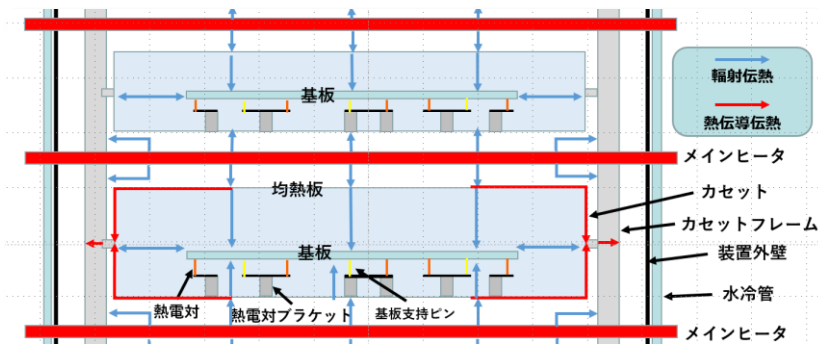 輻射伝熱
基板
熱伝導伝熱
メインヒータ
均熱板
カセット
カセットフレーム
基板
装置外壁
水冷管
熱電対
熱電対ブラケット
基板支持ピン
メインヒータ